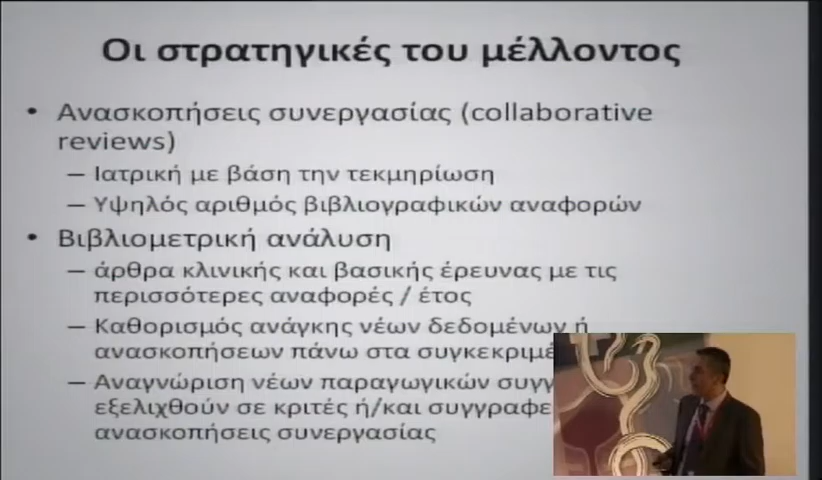 Οι στρατηγικές του μέλλοντος
• Ανασκοπήσεις συνεργασίας (collaborative
reviews)
– Ιατρική με βάση την τεκμηρίωση
– Υψηλός αριθμός βιβλιογραφικών αναφορών
• Βιβλιομετρική ανάλυση
– άρθρα κλινικής και βασικής έρευνας με τις
περισσότερες αναφορές / έτος
– Καθορισμός ανάγκης νέων δεδομένων ή
ανασκοπήσεων πάνω στα
– Αναγνώριση νέων παραγωγικών
εξελιχθούν σε κριτές ή/και
ανασκοπήσεις συνεργασίας